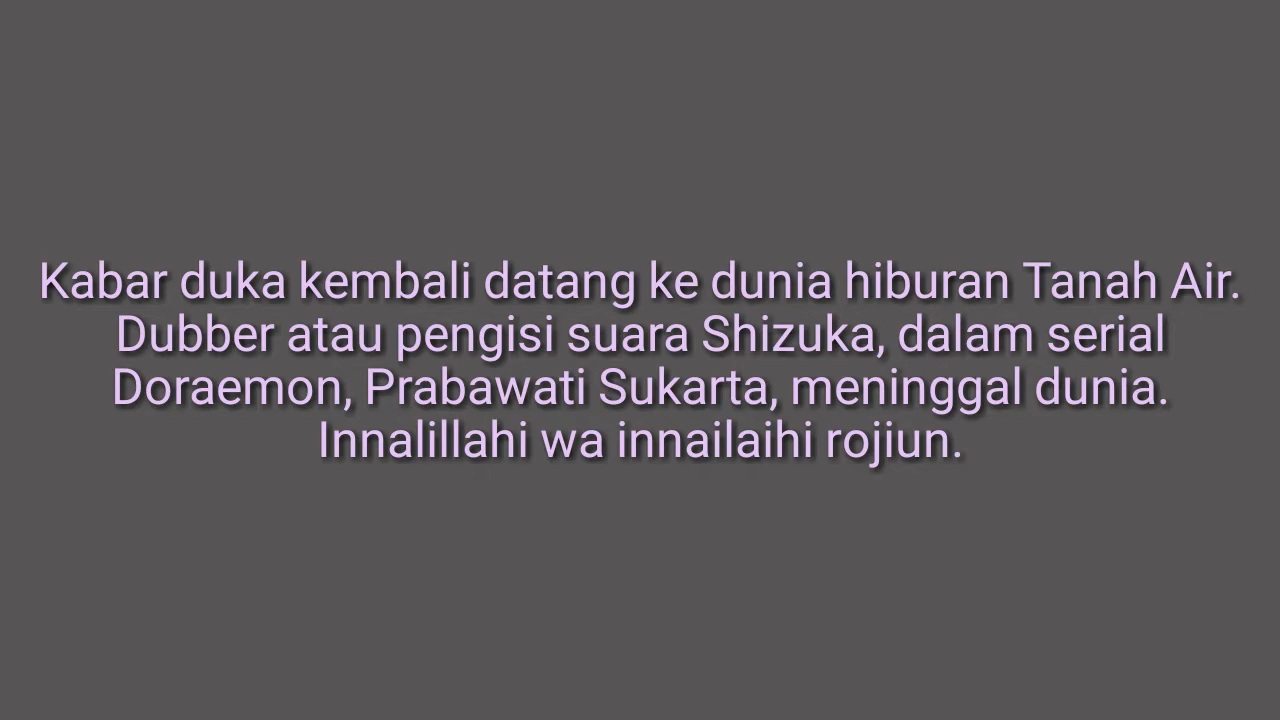 Kabar duka kembali datang ke dunia hiburan Tanah Air.
Dubber atau pengisi suara Shizuka, dalam serial
Doraemon, Prabawati Sukarta, meninggal dunia.
Innalillahi wa innailaihi rojiun.